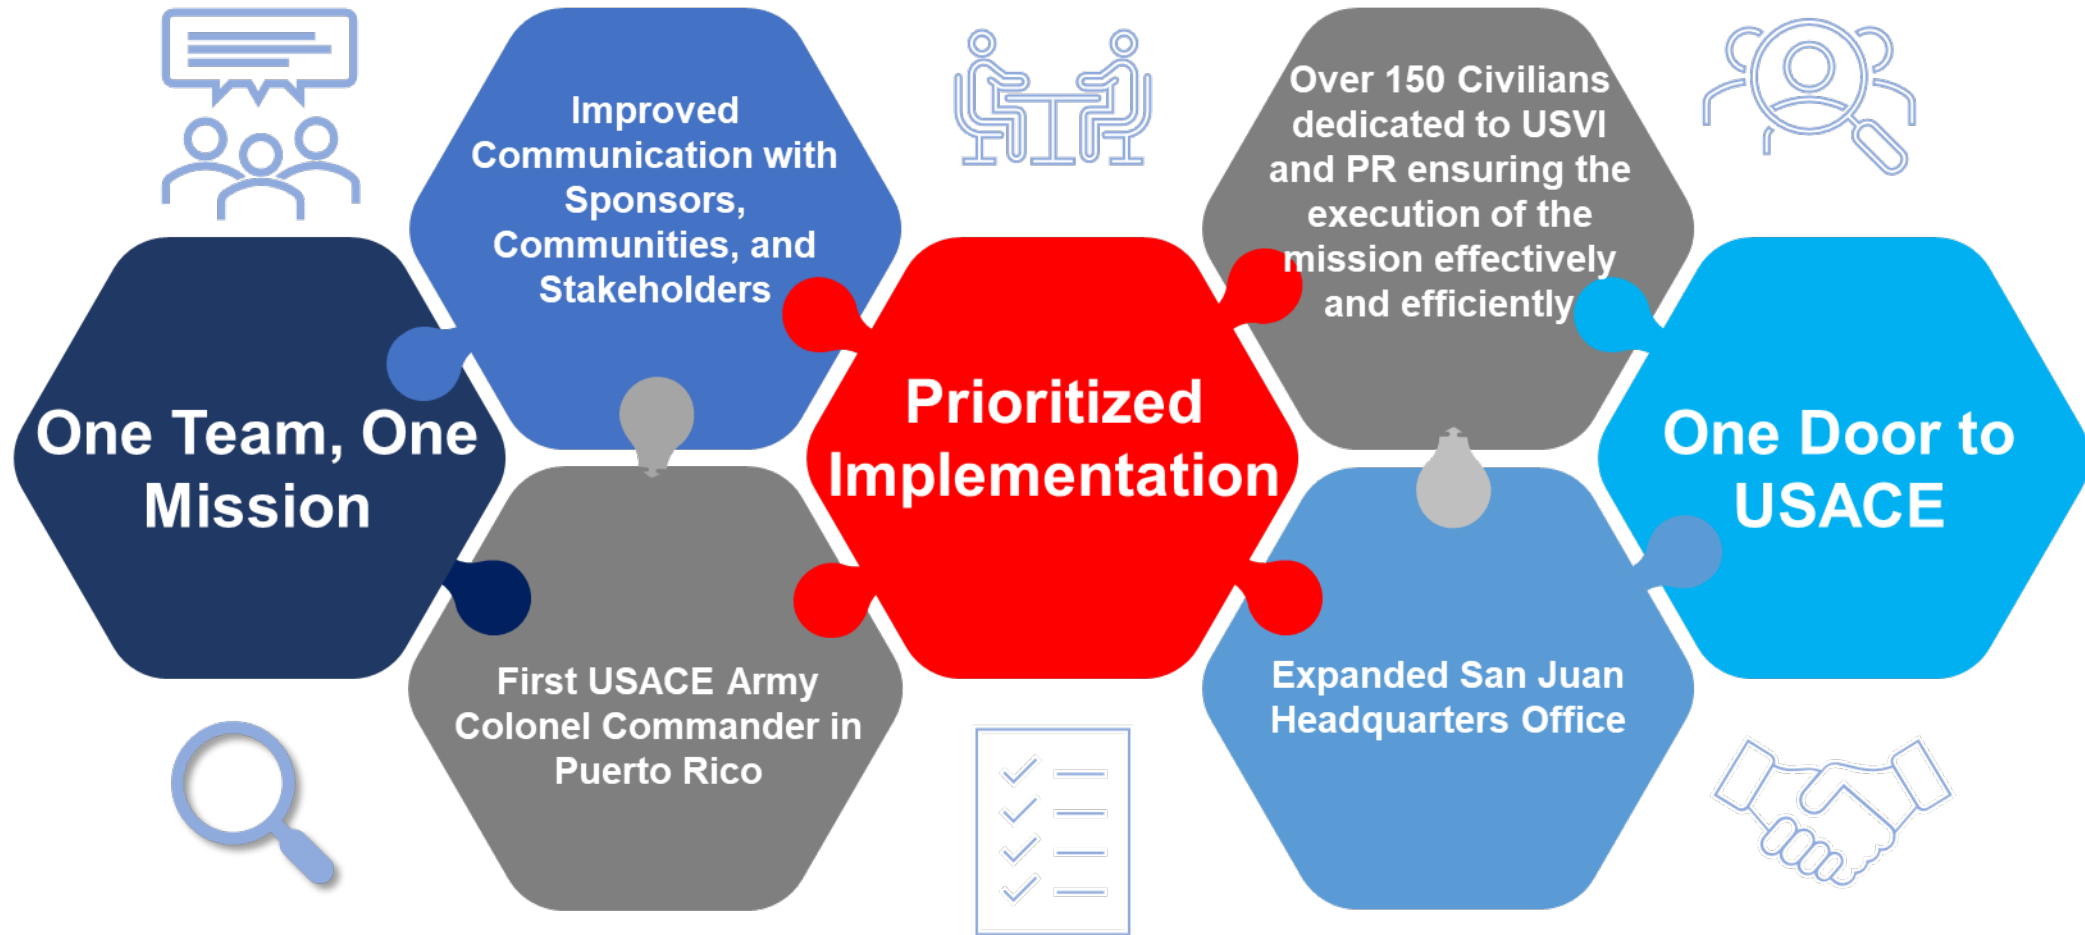 One Team, One
Mission
Improved
Communication with
Sponsors,
Communities, and
Stakeholders
First USACE Army
Colonel Commander in
Puerto Rico
Prioritized
Implementation
Over 150 Civilians
dedicated to USVI
and PR ensuring the
execution of the
mission effectively
and efficiently
Expanded San Juan
Headquarters Office
One Door to
USACE